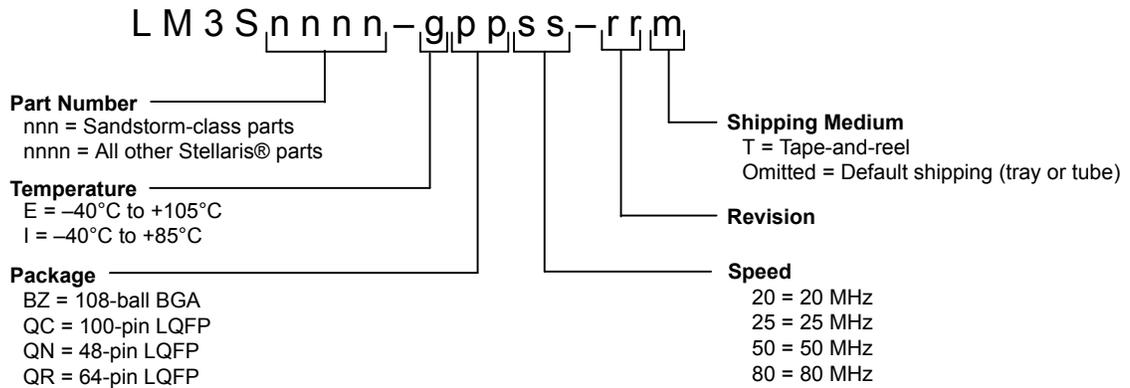 LM3Snnnn–gppss–rrm
Part Number
nnn = Sandstorm-class parts
nnnn = All other Stellaris® parts
Temperature
E = –40°C to +105°C
I = –40°C to +85°C
Package
BZ = 108-ball BGA
QC = 100-pin LQFP
QN = 48-pin LQFP
QR = 64-pin LQFP
Shipping Medium
T = Tape-and-reel
Omitted = Default shipping (tray or tube)
Revision
Speed
20 = 20 MHz
25 = 25 MHz
50 = 50 MHz
80 = 80 MHz